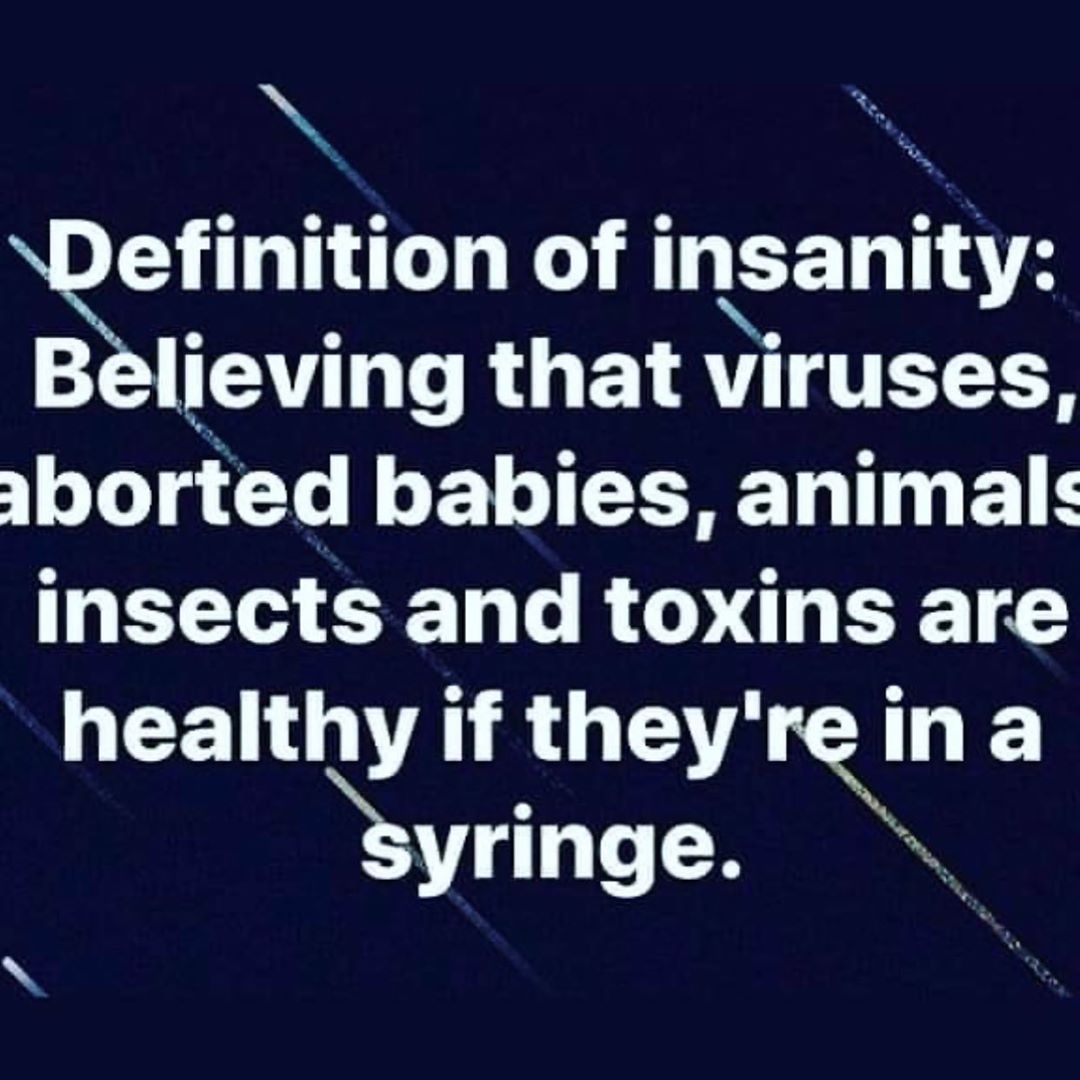 Definition of insanity:
Believing that viruses,
aborted babies, animals
insects and toxins are
healthy if they're in a
syringe.